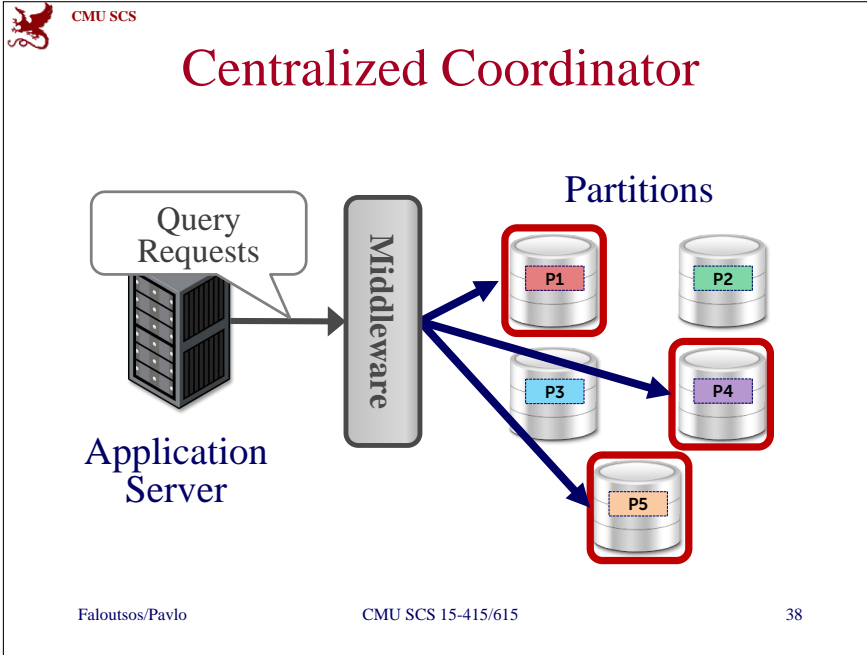 CMU SCS
Centralized Coordinator
Query
Requests
Middleware
Partitions
P1
P2
P3
P4
P5
Application
Server
Faloutsos/Pavlo
CMU SCS 15-415/615
38